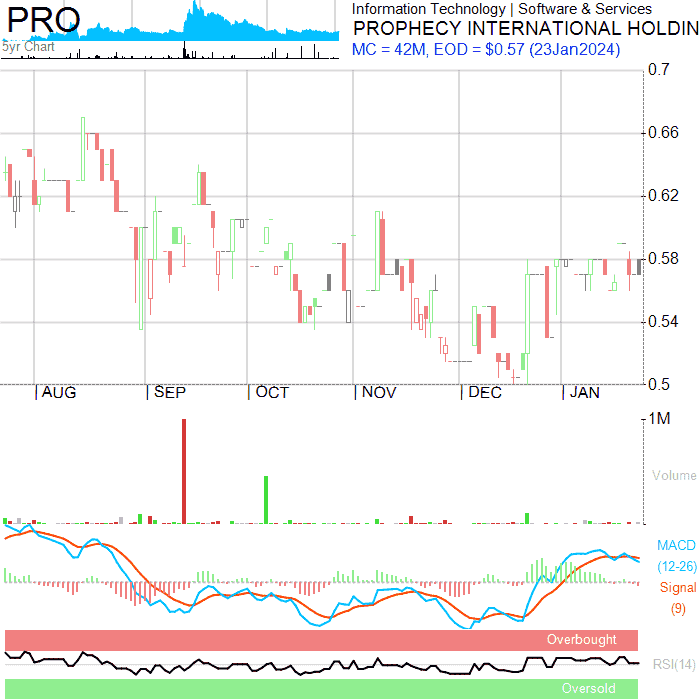 PRO
5yr Chart
Information Technology | Software & Services
PROPHECY INTERNATIONAL HOLDIN
MC = 42M, EOD = $0.57 (23Jan2024)
0.7
0.66
0.62
0.58
0.54
0.5
| AUG | SEP | OCT | NOV | DEC | JAN
1M
Volume
MACD
(12-26)
Signal
(9)
Overbought
RSI(14)
Oversold